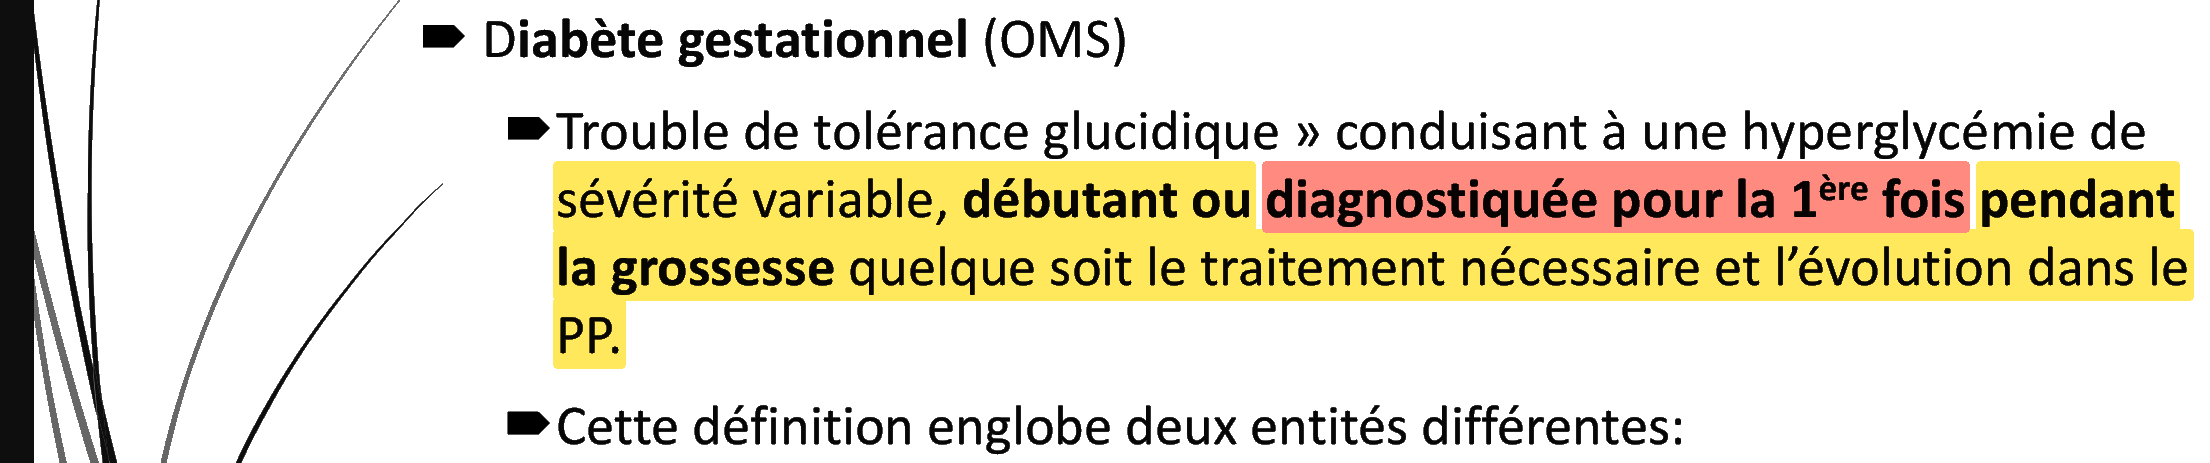 Diabète gestationnel (OMS)
Trouble de tolérance glucidique » conduisant à une hyperglycémie de
sévérité variable, débutant ou diagnostiquée pour la 1ère fois pendant
la grossesse quelque soit le traitement nécessaire et l’évolution dans le
PP.
Cette définition englobe deux entités différentes: